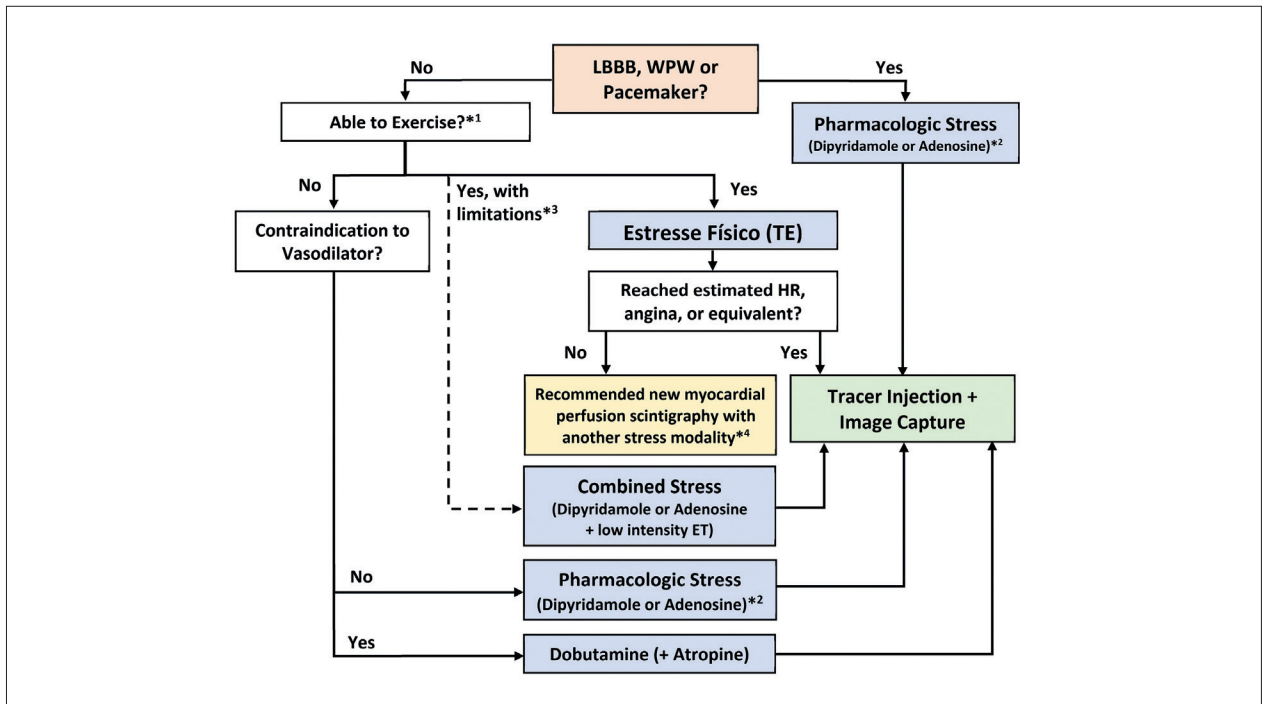 LBBB, WPW or
Pacemaker?
No
Yes
Able to Exercise?*1
Pharmacologic Stress
(Dipyridamole or Adenosine)*2
No
Yes, with
limitations*3
Yes
Contraindication to
Vasodilator?
Estresse Físico (TE)
Reached estimated HR,
angina, or equivalent?
No
Yes
Recommended new myocardial
perfusion scintigraphy with
another stress modality*4
Tracer Injection +
Image Capture
Combined Stress
(Dipyridamole or Adenosine
+ low intensity ET)
No
Pharmacologic Stress
(Dipyridamole or Adenosine)*2
Yes
Dobutamine (+ Atropine)